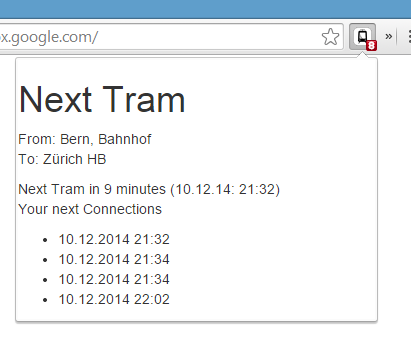 ox.google.com/
»
8
Next Tram
From: Bern, Bahnhof
To: Zürich HB
Next Tram in 9 minutes (10.12.14: 21:32)
Your next Connections
10.12.2014 21:32
10.12.2014 21:34
10.12.2014 21:34
10.12.2014 22:02